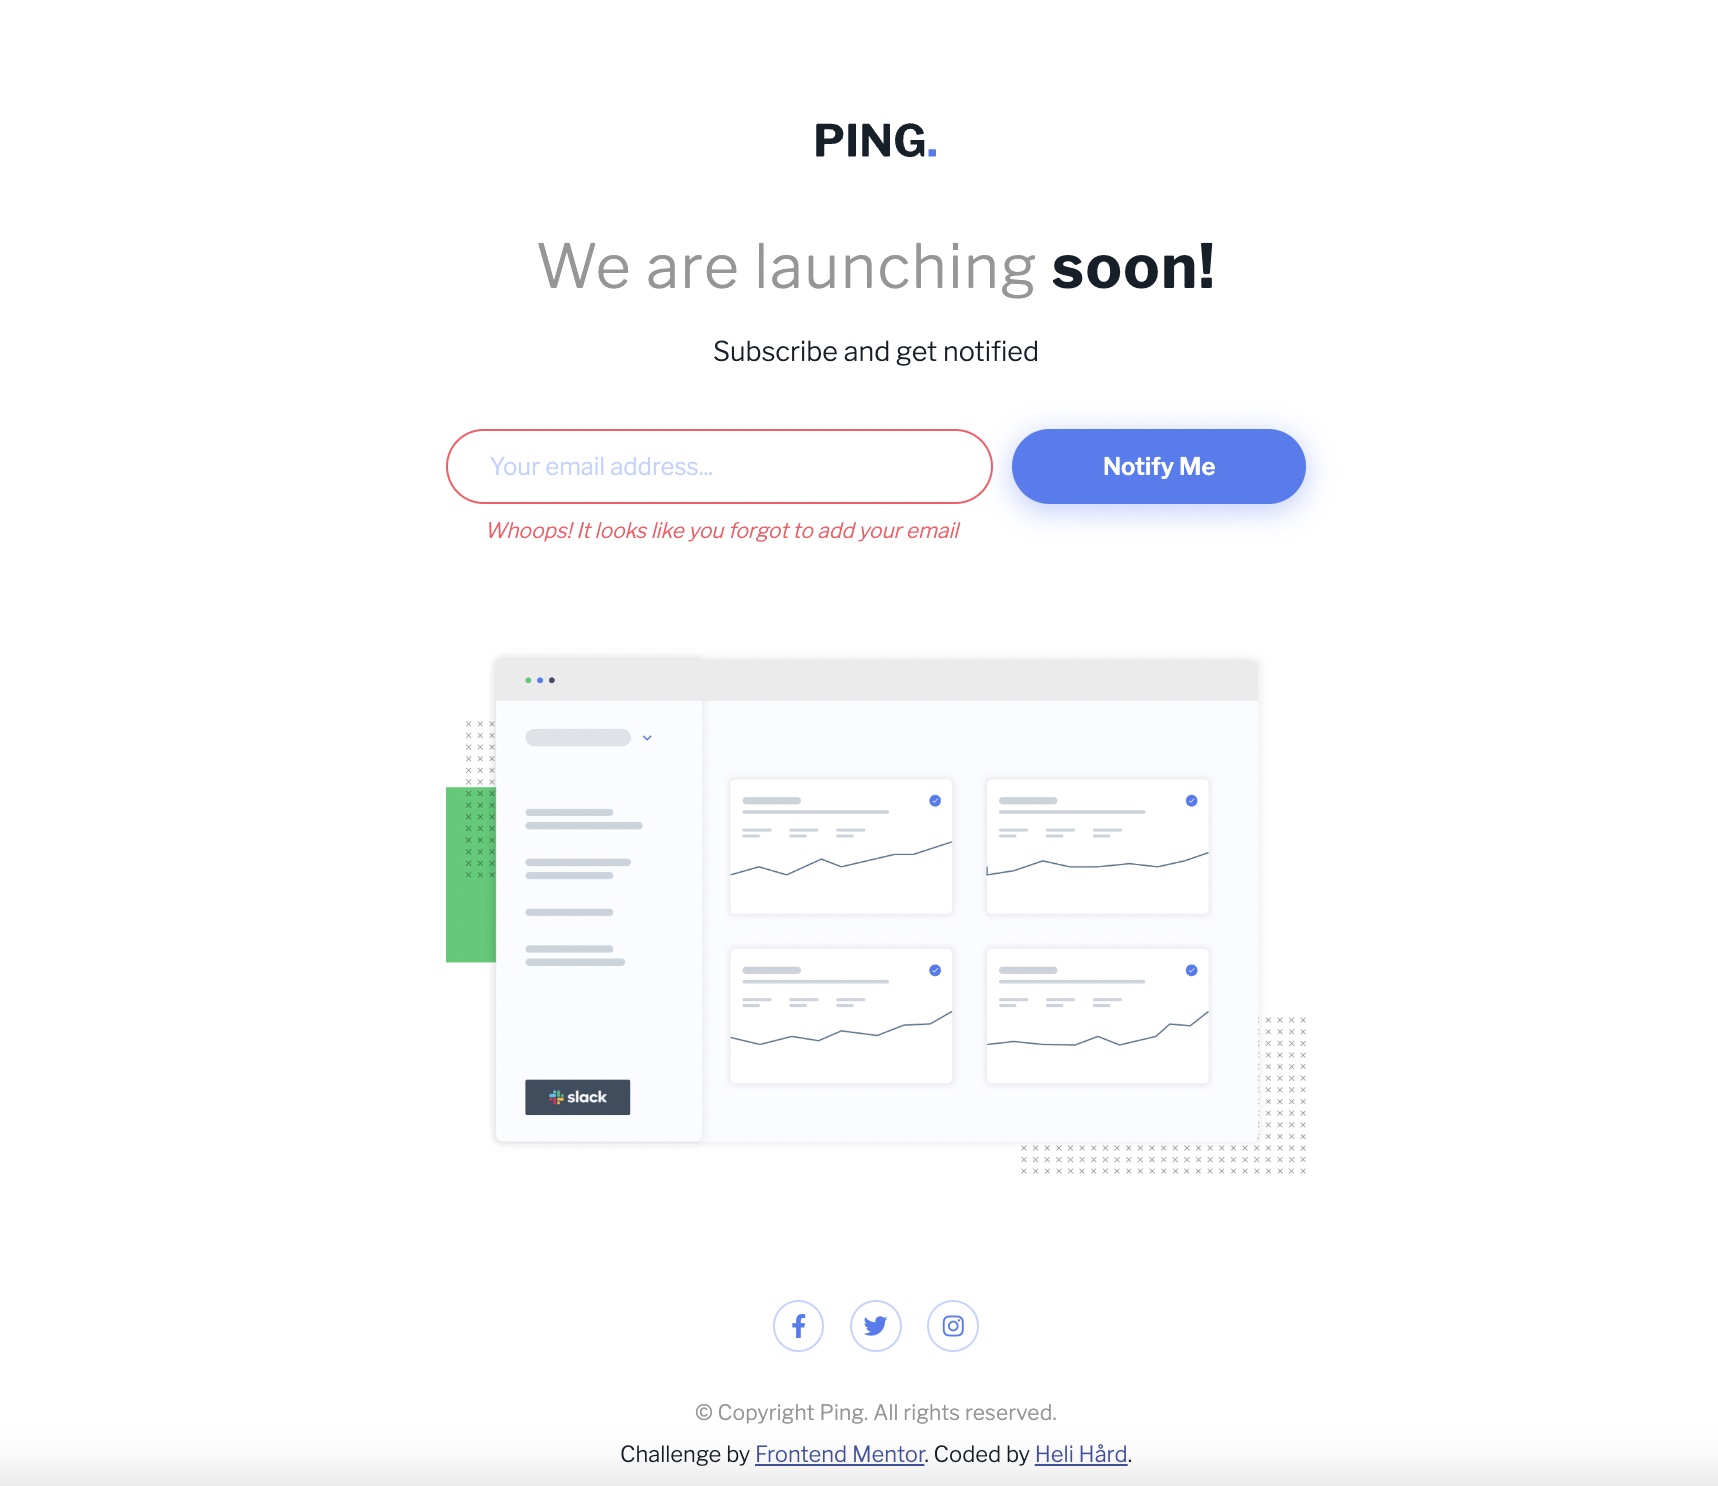 PING.
We are launching soon!
Subscribe and get notified
Your email address...
Notify Me
Whoops! It looks like you forgot to add your email
slack
© Copyright Ping. All rights reserved.
Challenge by Frontend Mentor. Coded by Heli Hård.